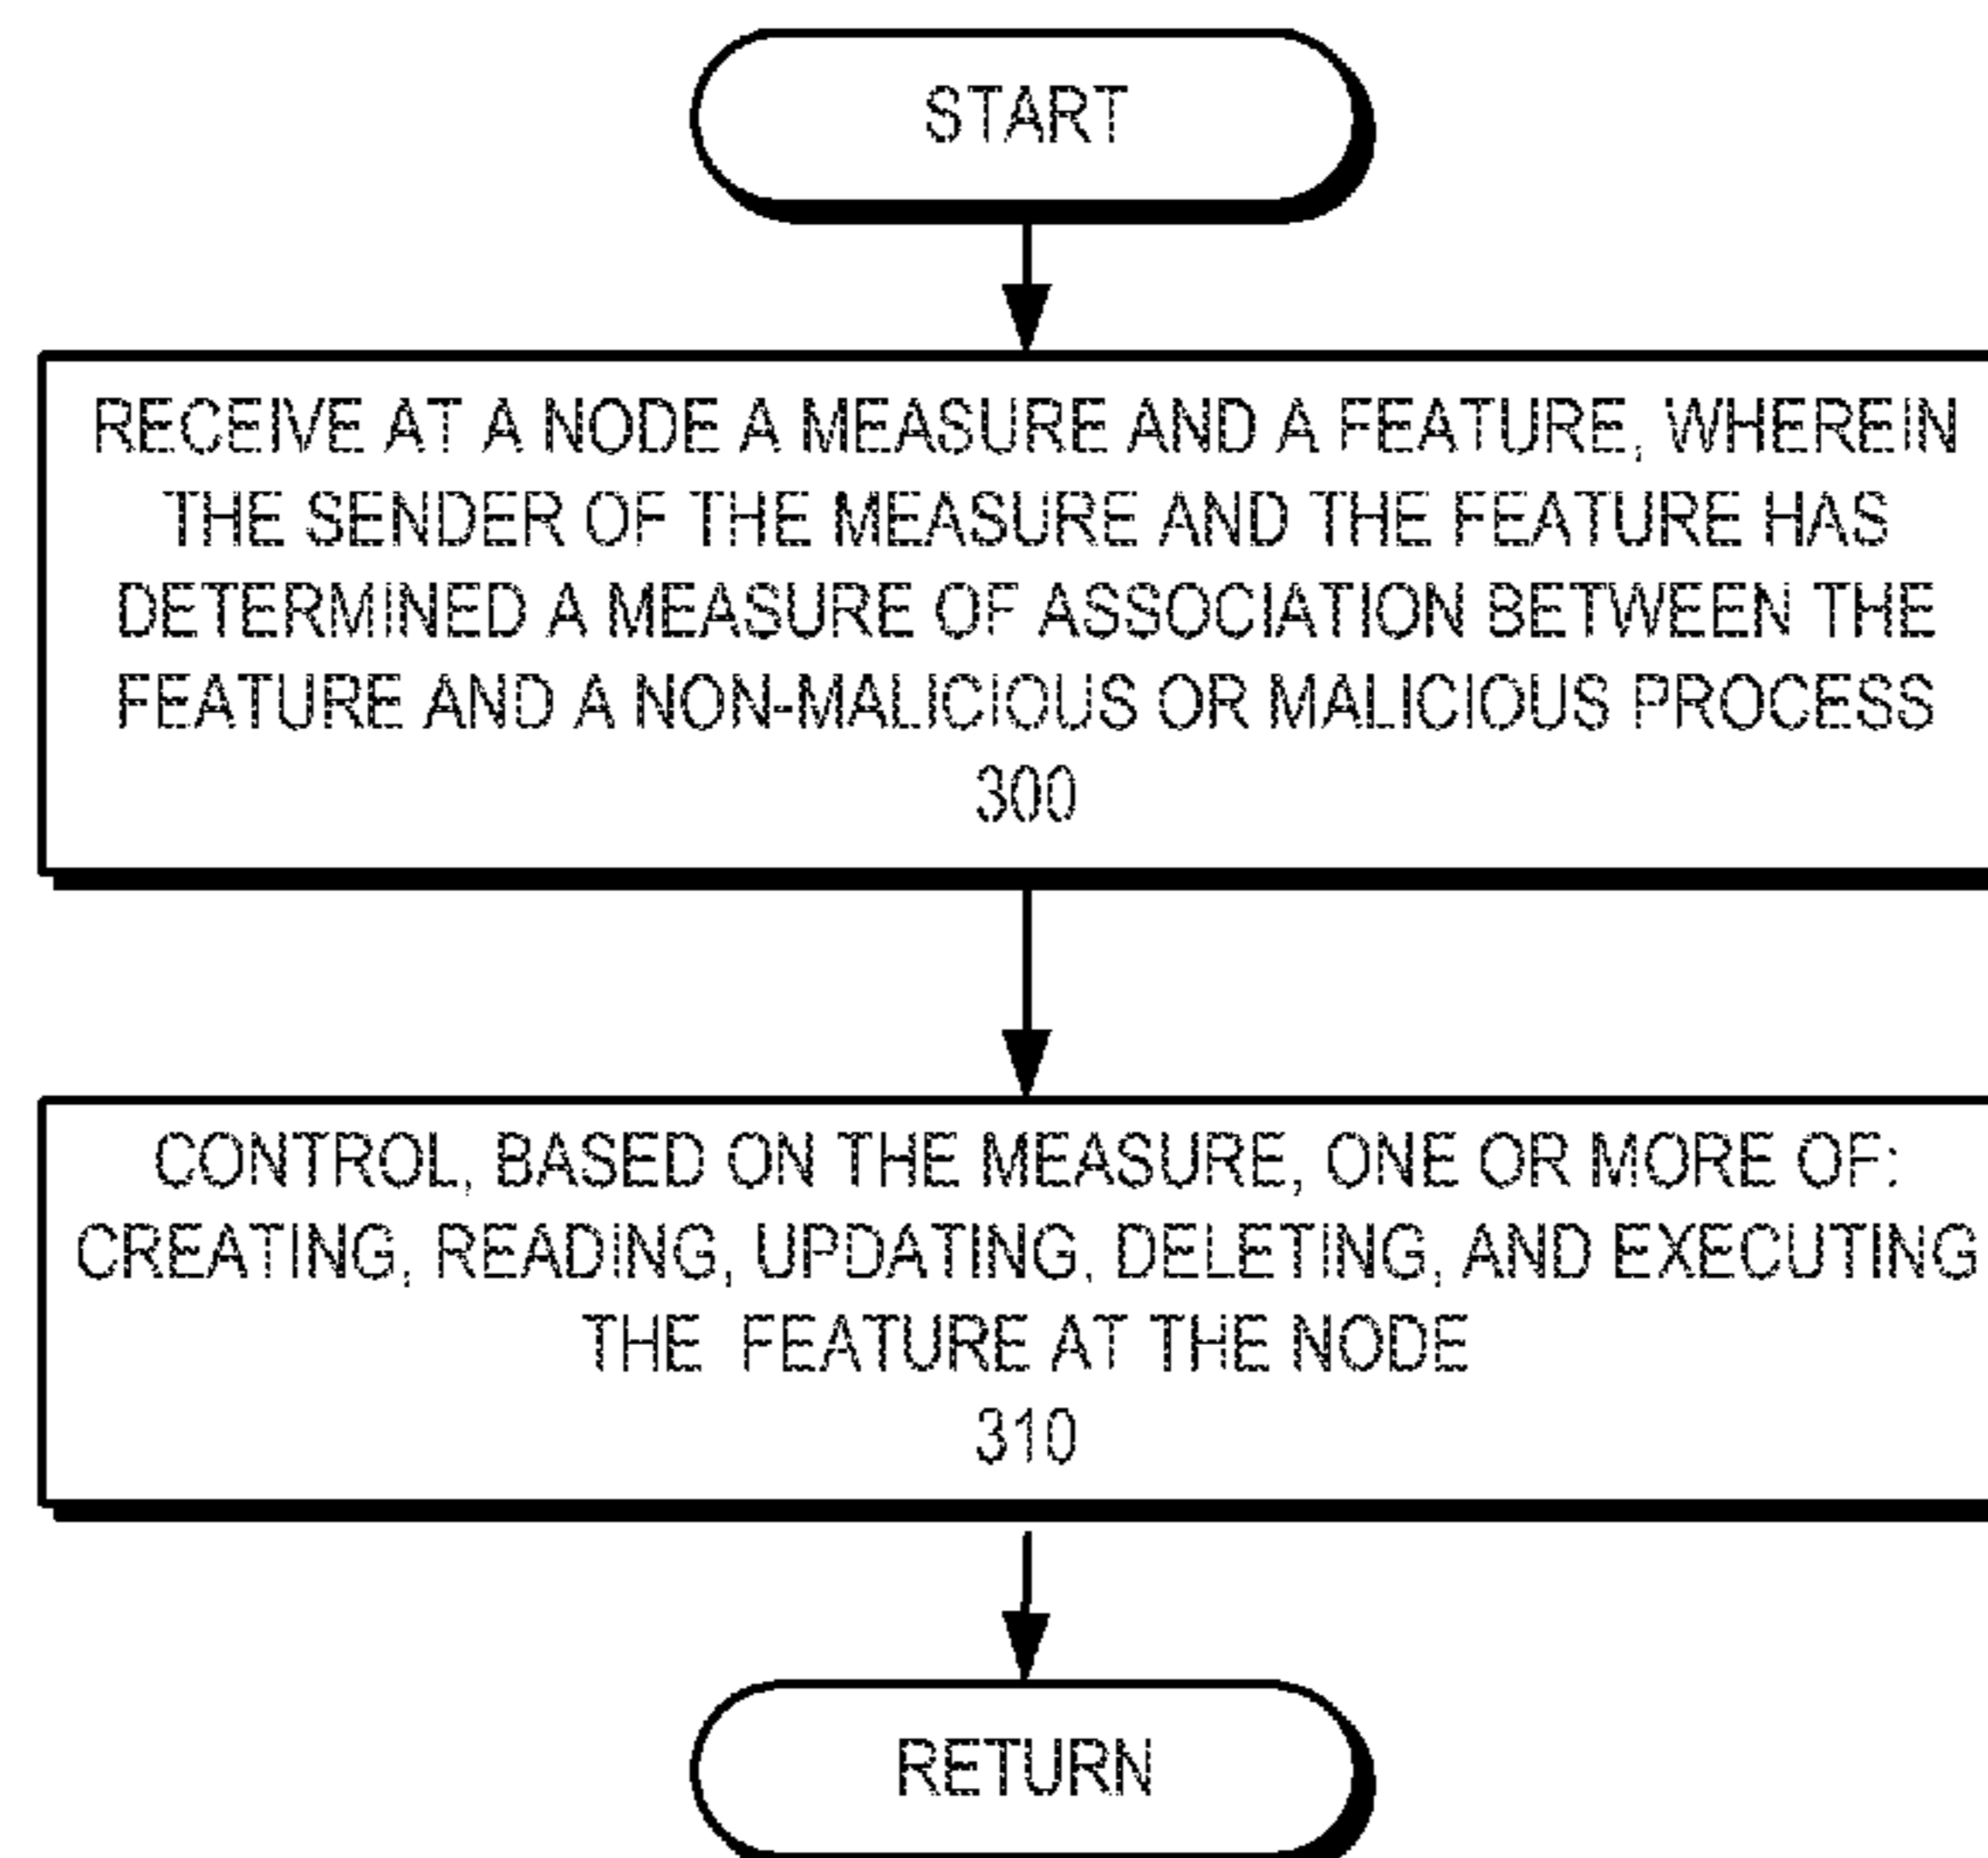 START
RECEIVE AT A NODE A MEASURE AND A FEATURE, WHEREIN
THE SENDER OF THE MEASURE AND THE FEATURE HAS
DETERMINED A MEASURE OF ASSOCIATION BETWEEN THE
FEATURE AND A NON-MALICIOUS OR MALICIOUS PROCESS
300
CONTROL, BASED ON THE MEASURE, ONE OR MORE OF:
CREATING, READING, UPDATING, DELETING, AND EXECUTING
THE FEATURE AT THE NODE
310
RETURN